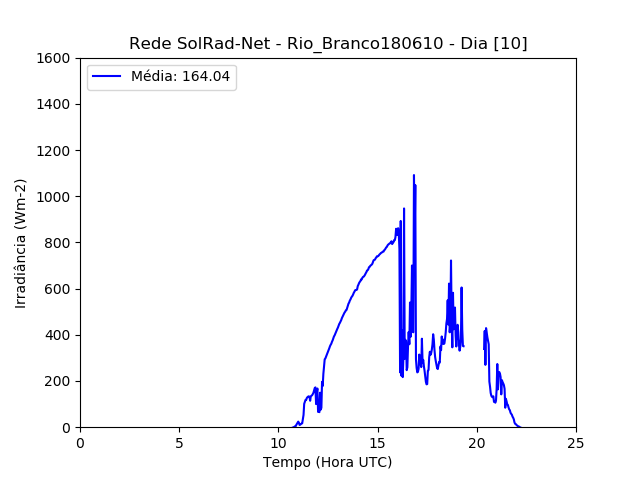 Rede SolRad-Net - Rio_Branco180610 - Dia [10]
Média: 164.04
1600
1400
1200
1000
800
600
400
200
0
Irradiância (Wm-2)
0 5 10 15 20 25
Tempo (Hora UTC)